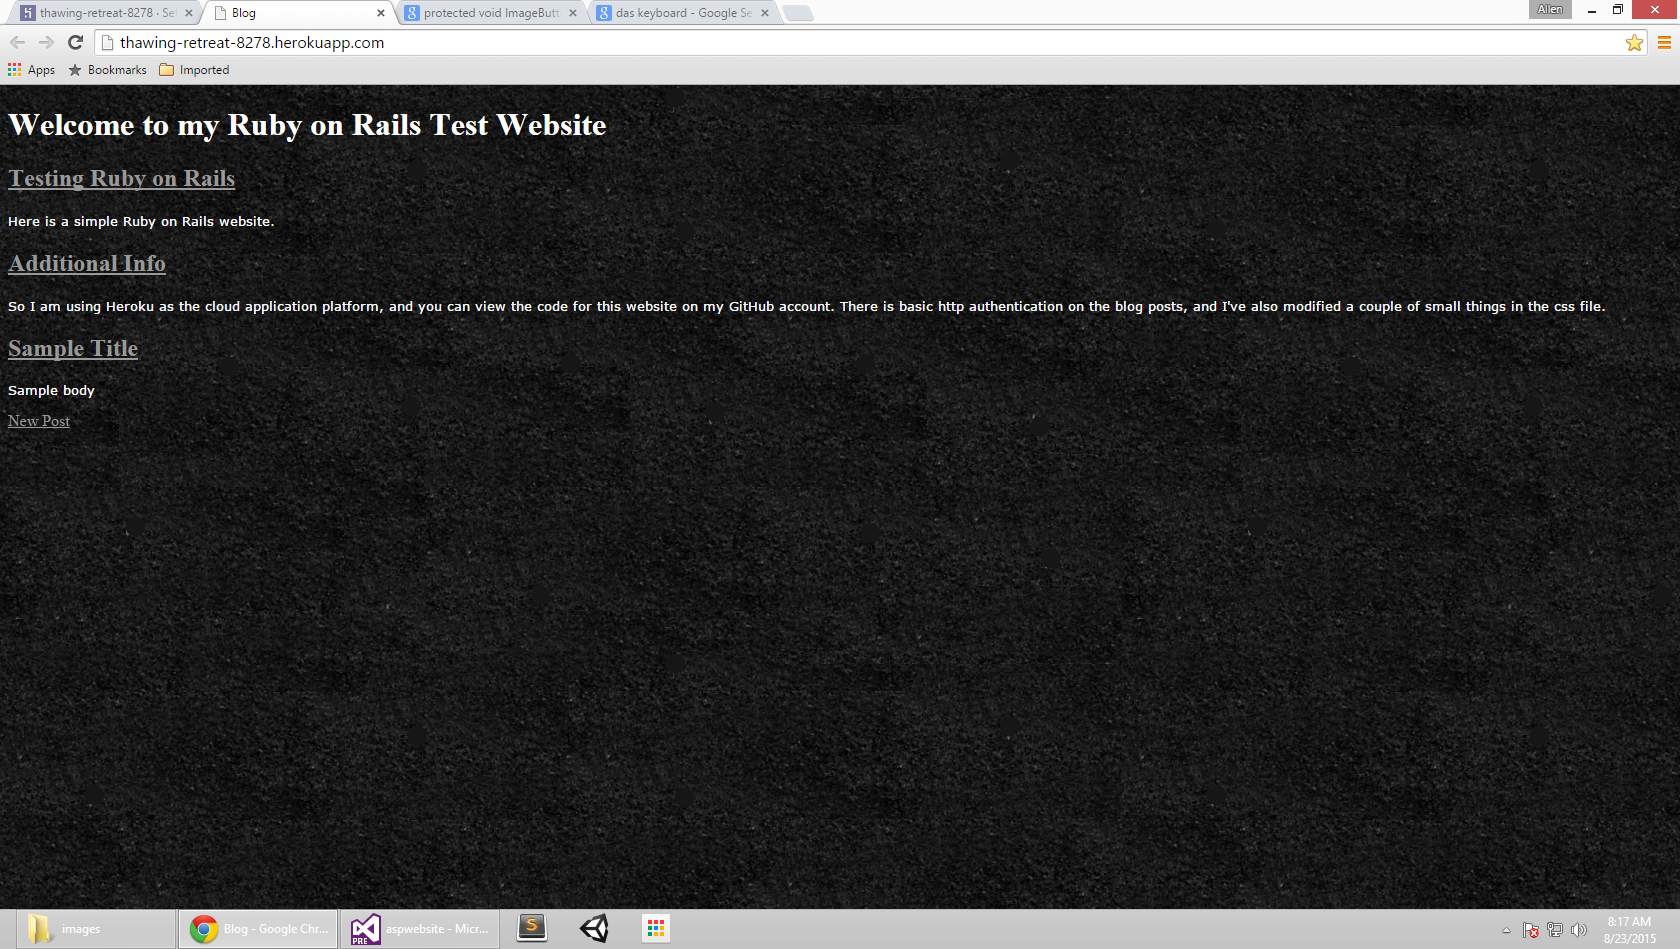 thawing-retreat-8278 · Se
Blog
protected void ImageButt
das keyboard - Google Se
Allen
thawing-retreat-8278.herokuapp.com
Apps
Bookmarks
Imported
Welcome to my Ruby on Rails Test Website
Testing Ruby on Rails
Here is a simple Ruby on Rails website.
Additional Info
So I am using Heroku as the cloud application platform, and you can view the code for this website on my GitHub account. There is basic http authentication on the blog posts, and I've also modified a couple of small things in the css file.
Sample Title
Sample body
New Post
images
Blog - Google Chr...
PRE
aspwebsite - Micr...
S
8:17 AM
8/23/2015